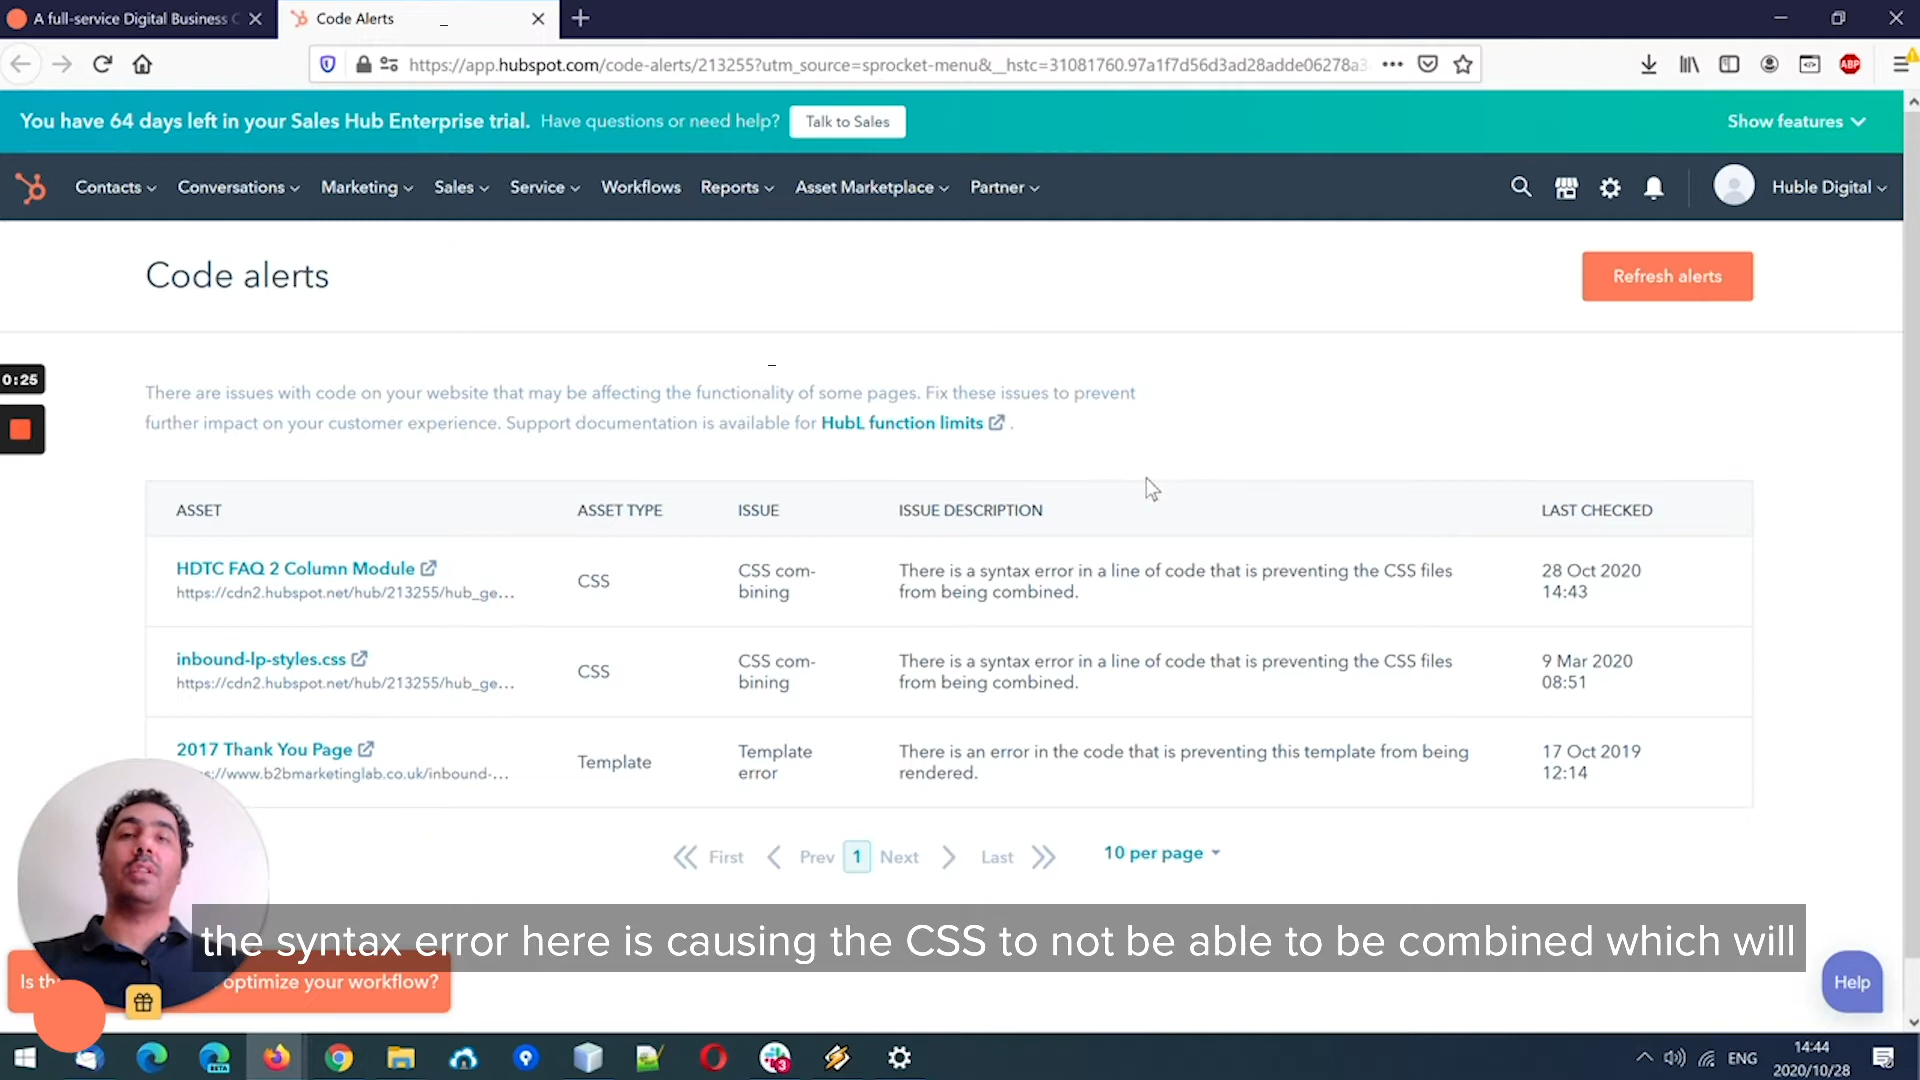 A full-service Digital Business C
Code Alerts
https://app.hubspot.com/code-alerts/213255?utm_source=sprocket-menu&__hstc=31081760.97a1f7d56d3ad28adde06278a3
ABP
You have 64 days left in your Sales Hub Enterprise trial. Have questions or need help? Talk to Sales Show features
Contacts Conversations Marketing Sales Service Workflows Reports Asset Marketplace Partner Huble Digital
Code alerts
Refresh alerts
0:25
There are issues with code on your website that may be affecting the functionality of some pages. Fix these issues to prevent
further impact on your customer experience. Support documentation is available for HubL function limits .
ASSET ASSET TYPE ISSUE ISSUE DESCRIPTION LAST CHECKED
HDTC FAQ 2 Column Module
https://cdn2.hubspot.net/hub/213255/hub_ge...
CSS
CSS com-
bining
There is a syntax error in a line of code that is preventing the CSS files
from being combined.
28 Oct 2020
14:43
inbound-lp-styles.css
https://cdn2.hubspot.net/hub/213255/hub_ge...
CSS
CSS com-
bining
There is a syntax error in a line of code that is preventing the CSS files
from being combined.
9 Mar 2020
08:51
2017 Thank You Page
s://www.b2bmarketinglab.co.uk/inbound-...
Template
Template
error
There is an error in the code that is preventing this template from being
rendered.
17 Oct 2019
12:14
First Prev 1 Next Last 10 per page
the syntax error here is causing the CSS to not be able to be combined which will
Is th optimize your workflow?
Help
BETA
3
ENG
14:44
2020/10/28